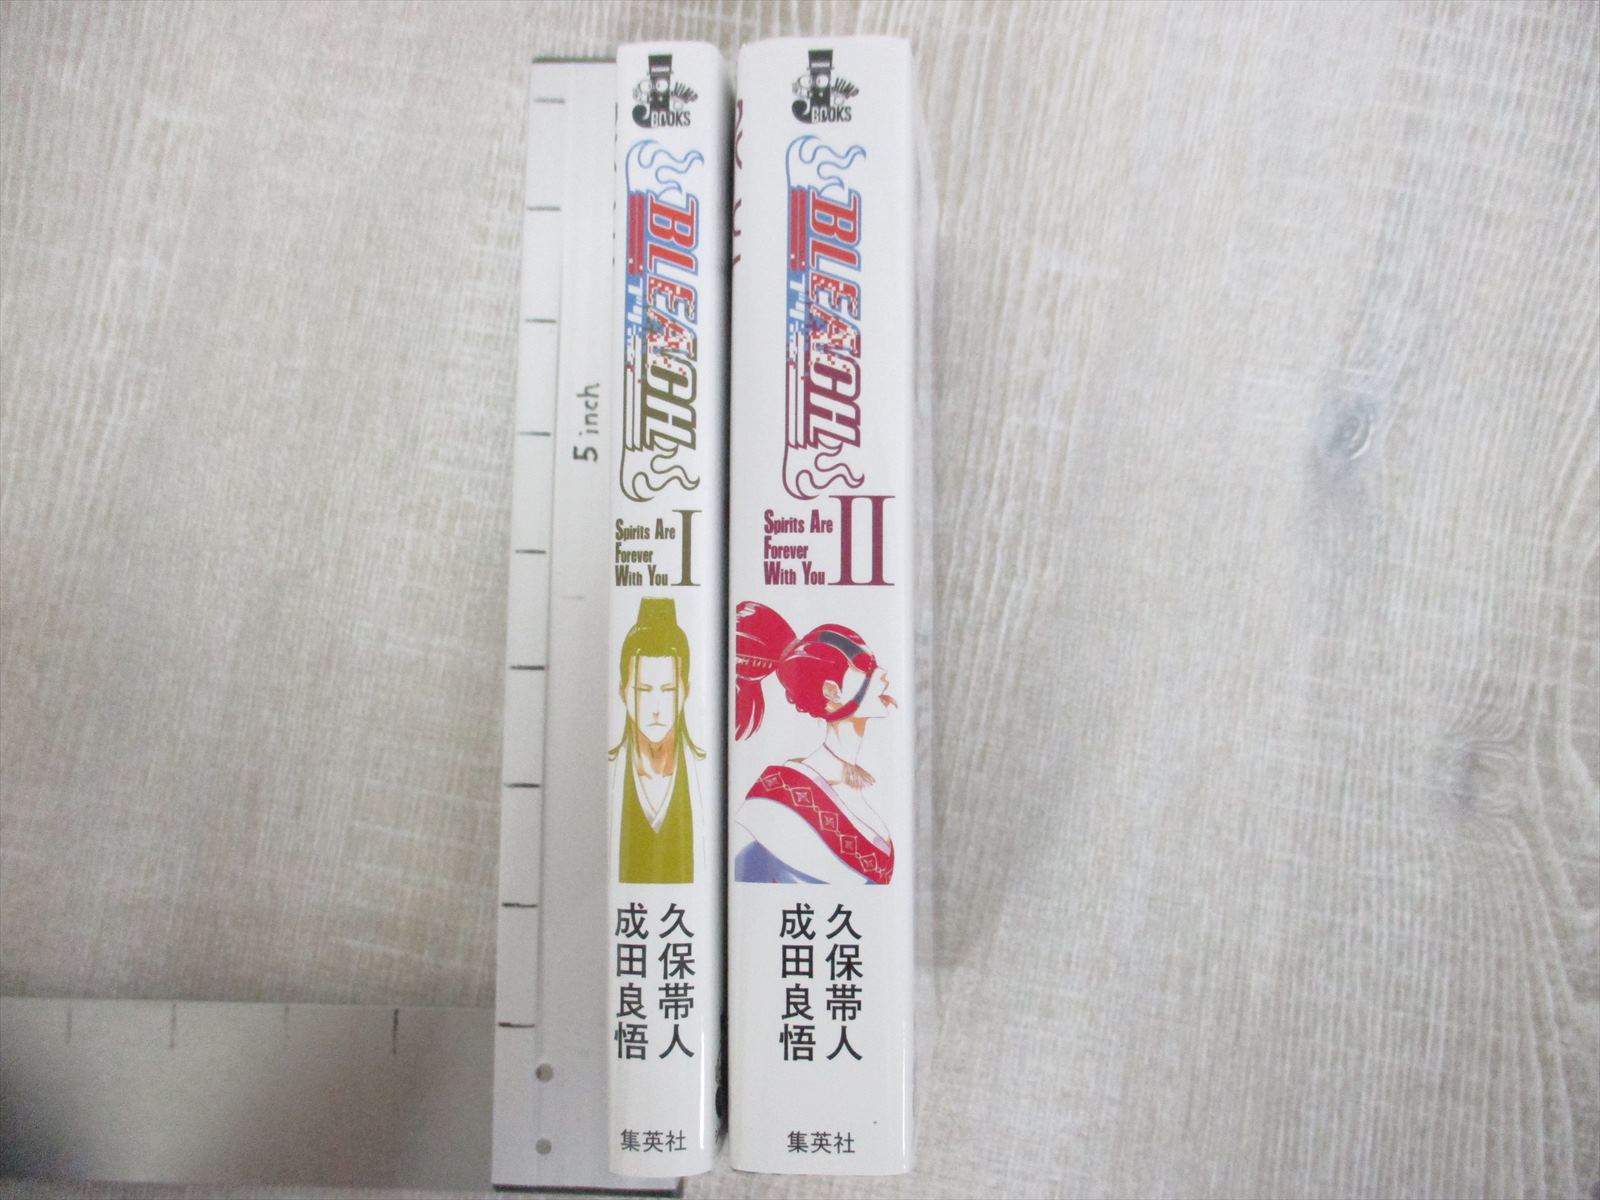 5 inch
JUMP
J BOOKS
BLEACH
Spirits Are
Forever
With You
I
久保帯人
成田良悟
集英社
JUMP
J BOOKS
BLEACH
Spirits Are
Forever
With You
II
久保帯人
成田良悟
集英社